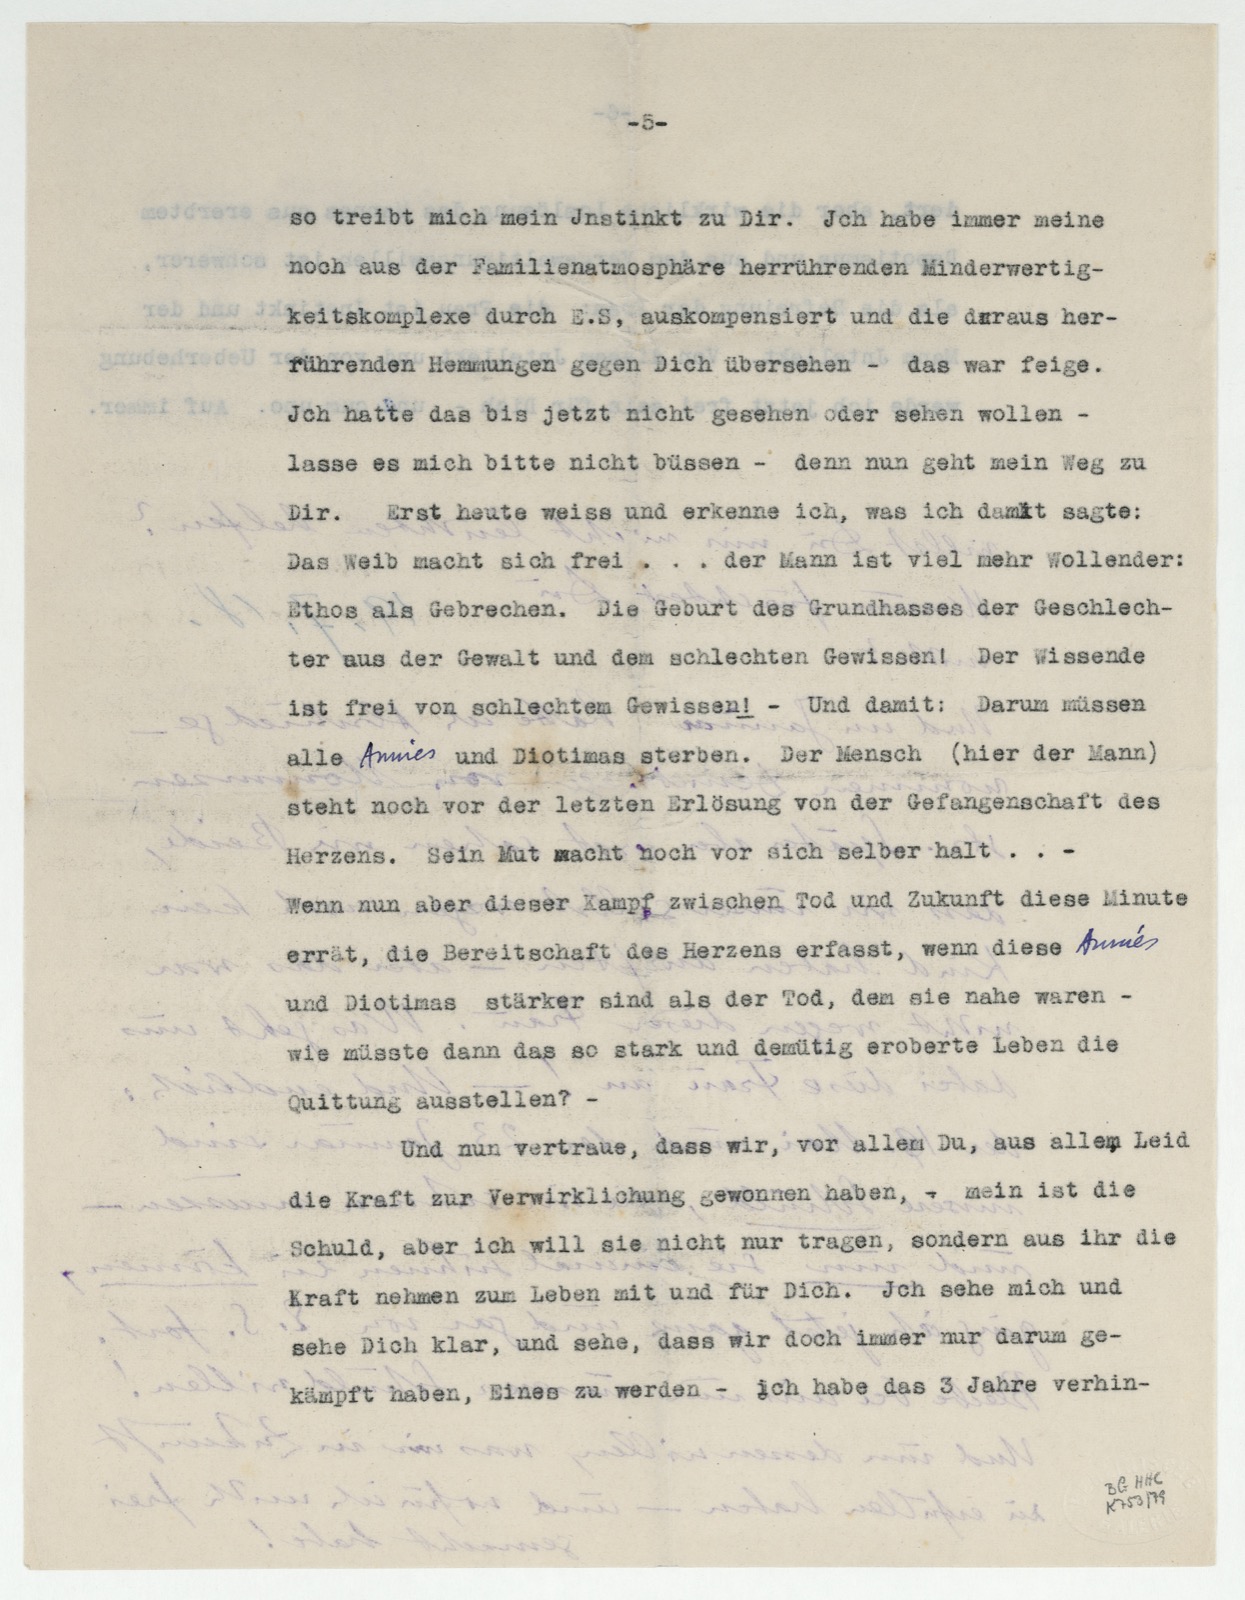 -5-
so treibt mich mein Jnstinkt zu Dir. Jch habe immer meine
noch aus der Familienatmosphäre herrührenden Minderwertig-
keitskomplexe durch E.S, auskompensiert und die daraus her-
führenden Hemmungen gegen Dich übersehen - das war feige.
Jch hatte das bis jetzt nicht gesehen oder sehen wollen -
lasse es mich bitte nicht büssen - denn nun geht mein Weg zu
Dir. Erst heute weiss und erkenne ich, was ich damit sagte:
Das Weib macht sich frei . . . der Mann ist viel mehr Wollender:
Ethos als Gebrechen. Die Geburt des Grundhasses der Geschlech-
ter aus der Gewalt und dem schlechten Gewissen! Der Wissende
ist frei von schlechtem Gewissen! - Und damit: Darum müssen
alle Annies und Diotimas sterben. Der Mensch (hier der Mann)
steht noch vor der letzten Erlösung von der Gefangenschaft des
Herzens. Sein Mut macht noch vor sich selber halt . . -
Wenn nun aber dieser Kampf zwischen Tod und Zukunft diese Minute
errät, die Bereitschaft des Herzens erfasst, wenn diese Annies
und Diotimas stärker sind als der Tod, dem sie nahe waren -
wie müsste dann das so stark und demütig eroberte Leben die
Quittung ausstellen? -
Und nun vertraue, dass wir, vor allem Du, aus allem Leid
die Kraft zur Verwirklichung gewonnen haben, - mein ist die
Schuld, aber ich will sie nicht nur tragen, sondern aus ihr die
Kraft nehmen zum Leben mit und für Dich. Jch sehe mich und
sehe Dich klar, und sehe, dass wir doch immer nur darum ge-
kämpft haben, Eines zu werden - ich habe das 3 Jahre verhin-
BG HHC
K753/79